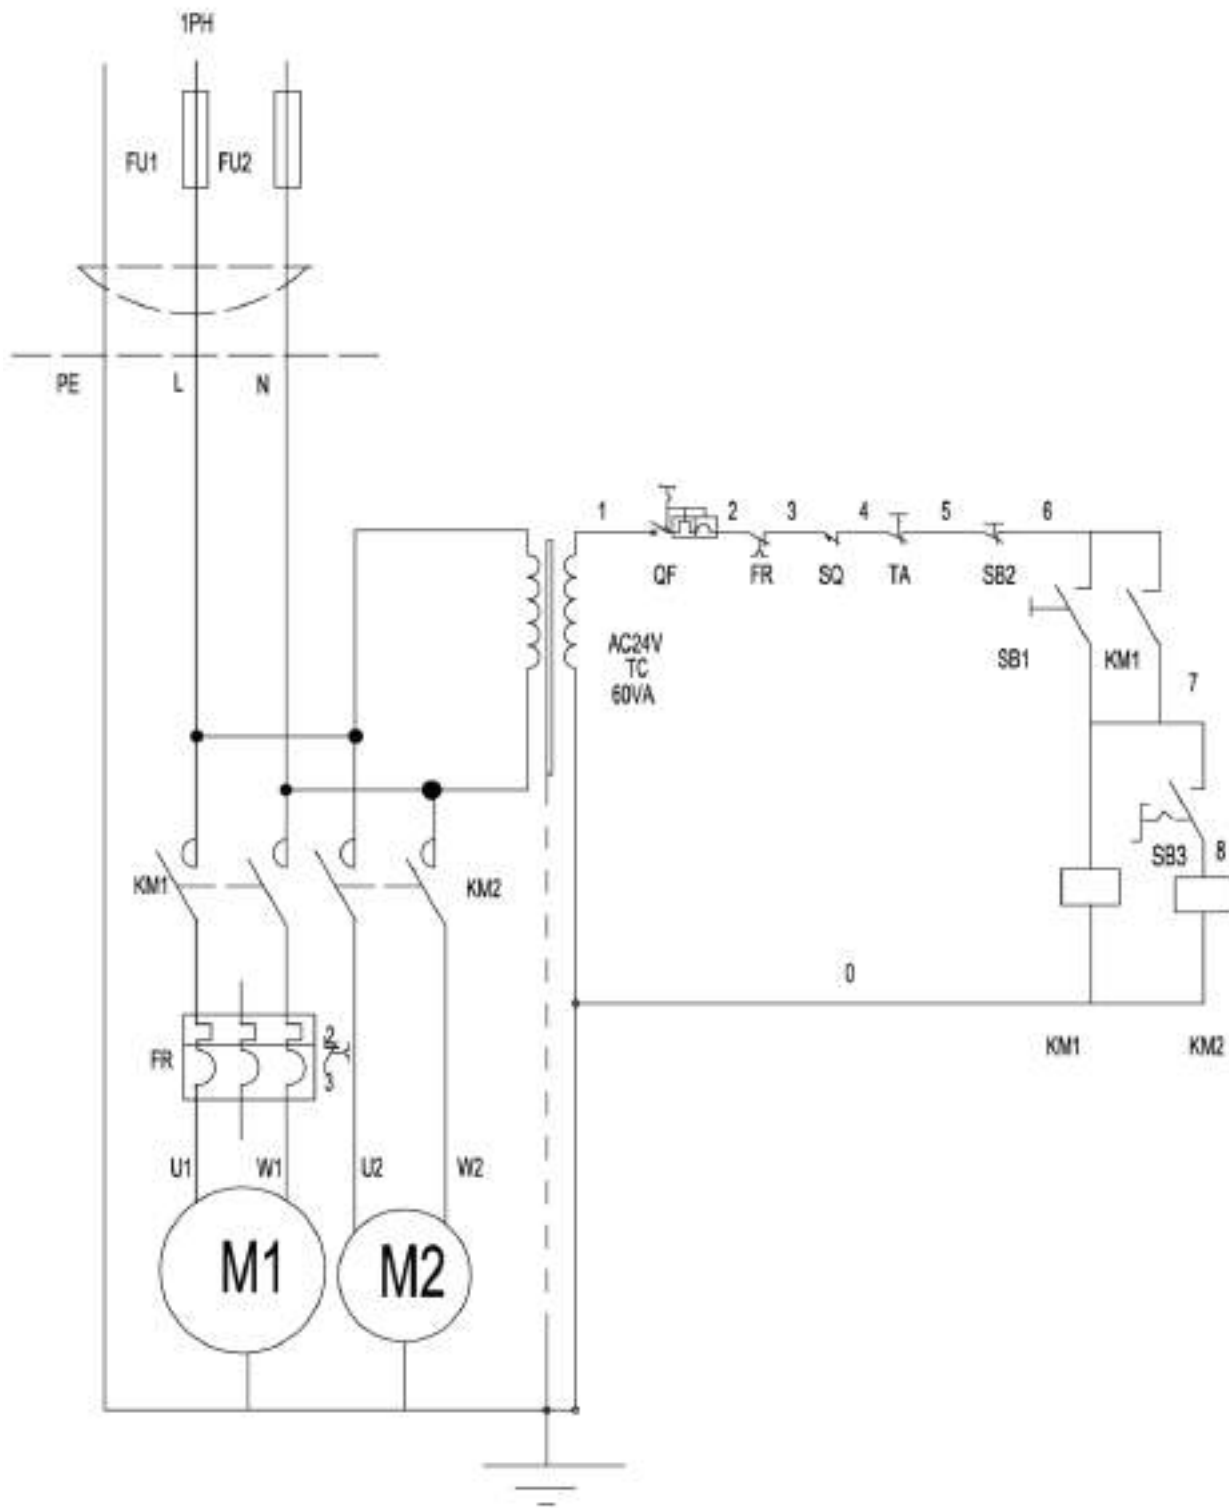 1PH
FU1 FU2
PE L N
1 2 3 4 5 6
QF FR SQ TA SB2
AC24V
TC
60VA
SB1 KM1
7
KM1 KM2
SB3 8
0
FR 2
3
KM1 KM2
U1 W1 U2 W2
M1 M2